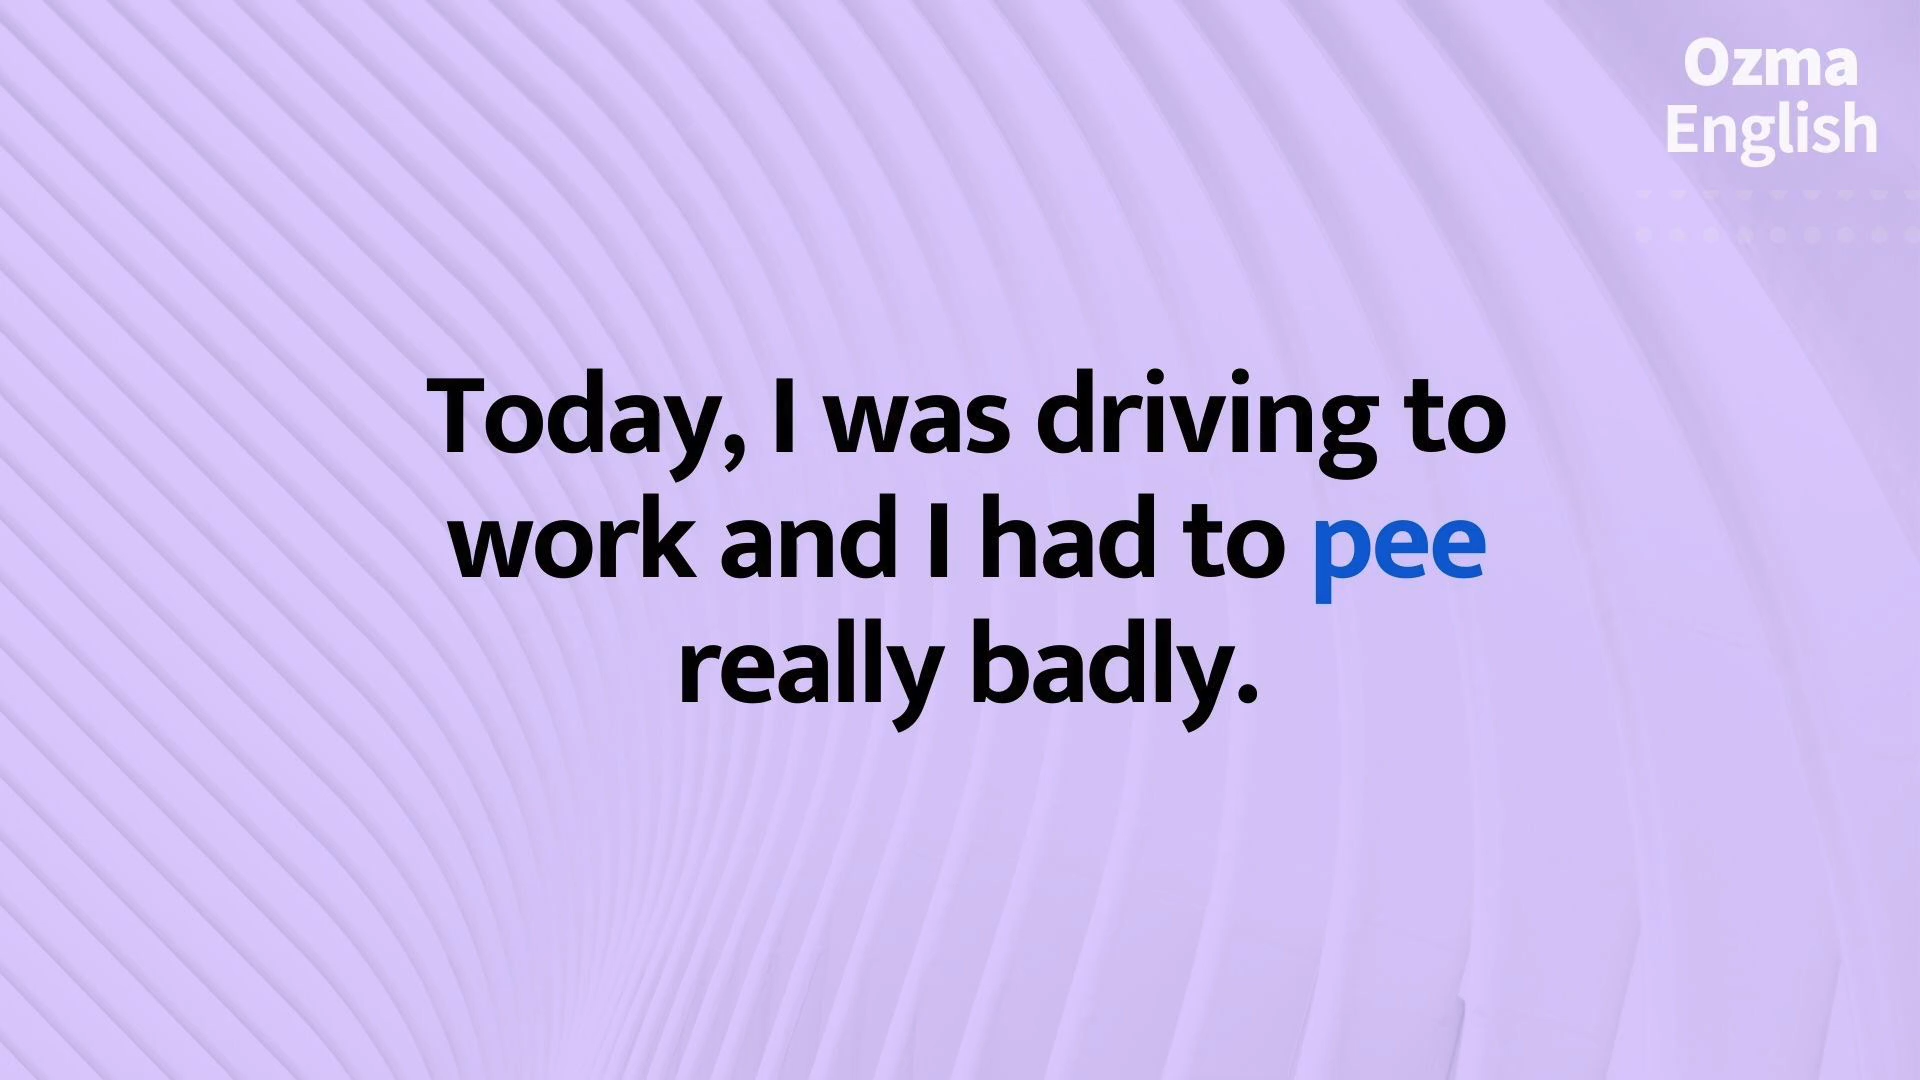 Ozma
English
Today, I was driving to
work and I had to pee
really badly.